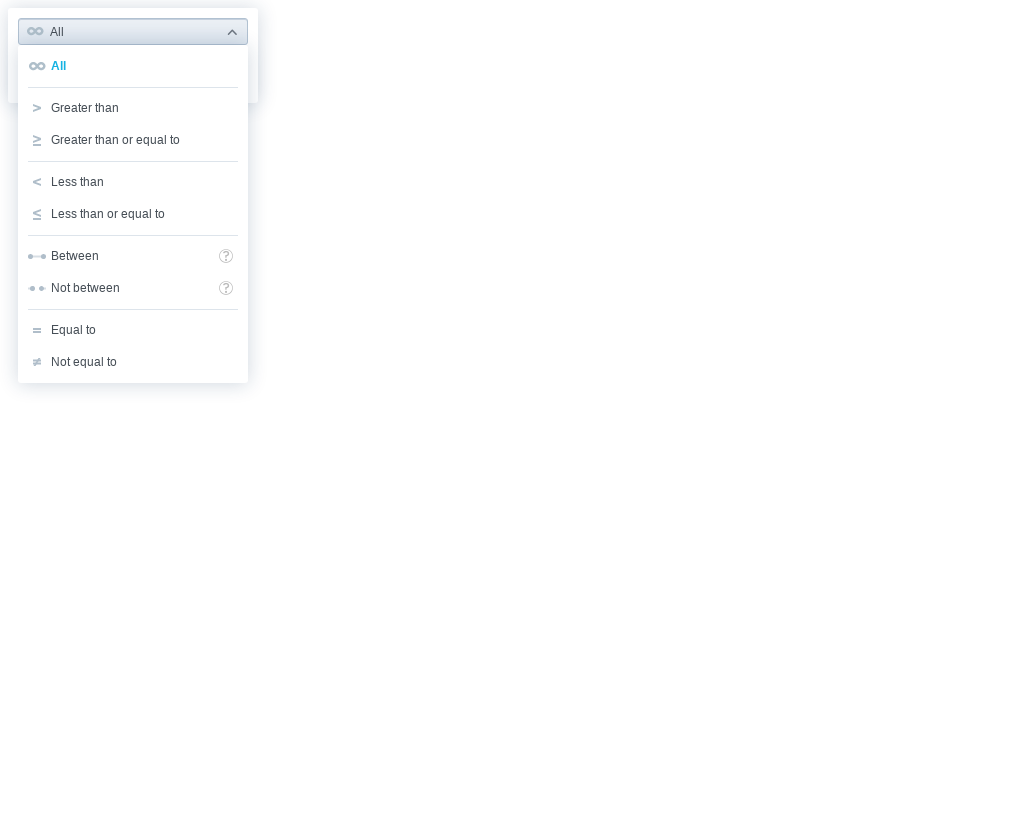 All
All
> Greater than
≥ Greater than or equal to
< Less than
≤ Less than or equal to
Between ?
Not between ?
= Equal to
≠ Not equal to